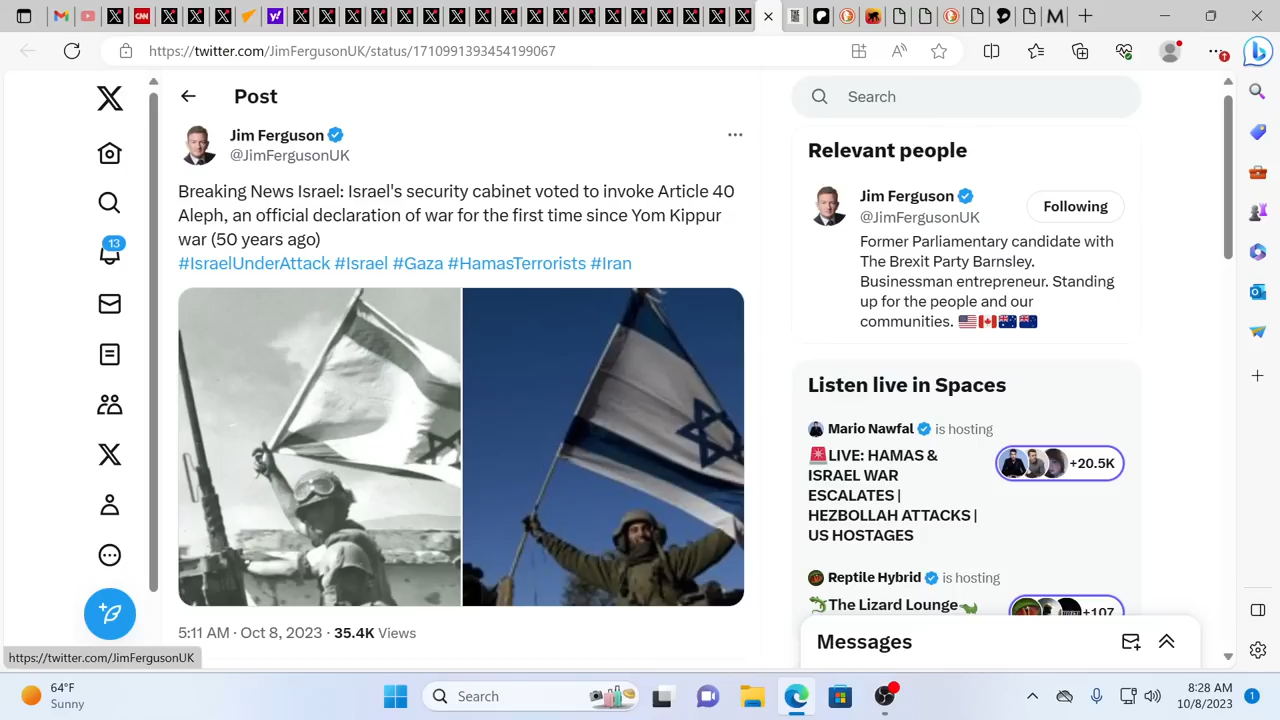 https://twitter.com/JimFergusonUK/status/1710991393454199067
Post
Jim Ferguson
@JimFergusonUK
Breaking News Israel: Israel's security cabinet voted to invoke Article 40
Aleph, an official declaration of war for the first time since Yom Kippur
war (50 years ago)
#IsraelUnderAttack #Israel #Gaza #HamasTerrorists #Iran
5:11 AM · Oct 8, 2023 · 35.4K Views
13
https://twitter.com/JimFergusonUK
Search
Relevant people
Jim Ferguson
@JimFergusonUK
Following
Former Parliamentary candidate with
The Brexit Party Barnsley.
Businessman entrepreneur. Standing
up for the people and our
communities.
Listen live in Spaces
Mario Nawfal is hosting
LIVE: HAMAS &
ISRAEL WAR
ESCALATES |
HEZBOLLAH ATTACKS |
US HOSTAGES
+20.5K
Reptile Hybrid is hosting
The Lizard Lounge
+107
Messages
64°F
Sunny
Search
8:28 AM
10/8/2023
1